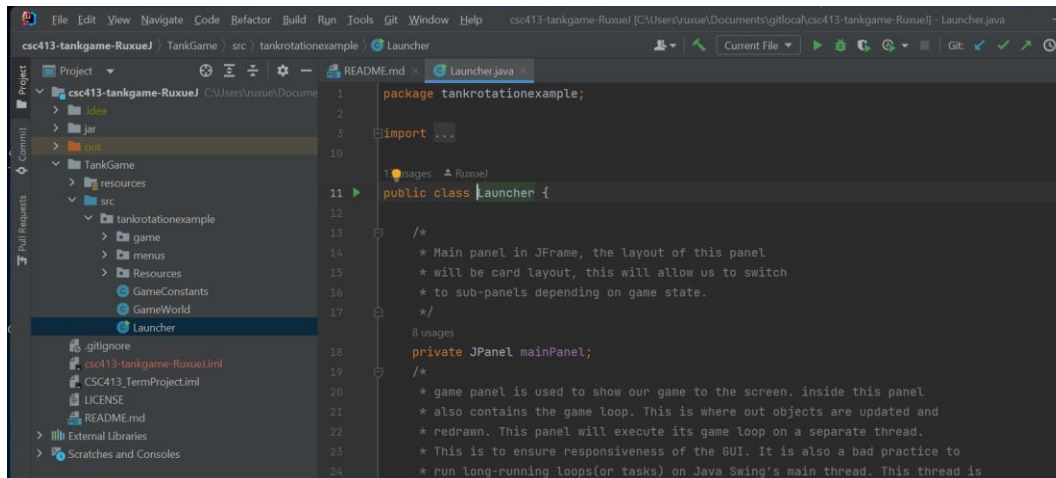 File Edit View Navigate Code Refactor Build Run Tools Git Window Help csc413-tankgame-RuxueJ [C:\Users\ruxue\Documents\gitlocal\csc413-tankgame-RuxueJ] - Launcher.java
csc413-tankgame-RuxueJ TankGame src tankrotationexample Launcher Current File Git:
Project README.md Launcher.java
Project
Commit
Pull Requests
csc413-tankgame-RuxueJ C:\Users\ruxue\Docume
.idea
jar
out
TankGame
resources
src
tankrotationexample
game
menus
Resources
GameConstants
GameWorld
Launcher
.gitignore
csc413-tankgame-RuxueJ.iml
CSC413_TermProject.iml
LICENSE
README.md
External Libraries
Scratches and Consoles
1 package tankrotationexample;
2
3 import ...
10
usages RuxueJ
11 public class Launcher {
12
13 /*
14 * Main panel in JFrame, the layout of this panel
15 * will be card layout, this will allow us to switch
16 * to sub-panels depending on game state.
17 */
8 usages
18 private JPanel mainPanel;
19 /*
20 * game panel is used to show our game to the screen. inside this panel
21 * also contains the game loop. This is where out objects are updated and
22 * redrawn. This panel will execute its game loop on a separate thread.
23 * This is to ensure responsiveness of the GUI. It is also a bad practice to
24 * run long-running loops(or tasks) on Java Swing's main thread. This thread is